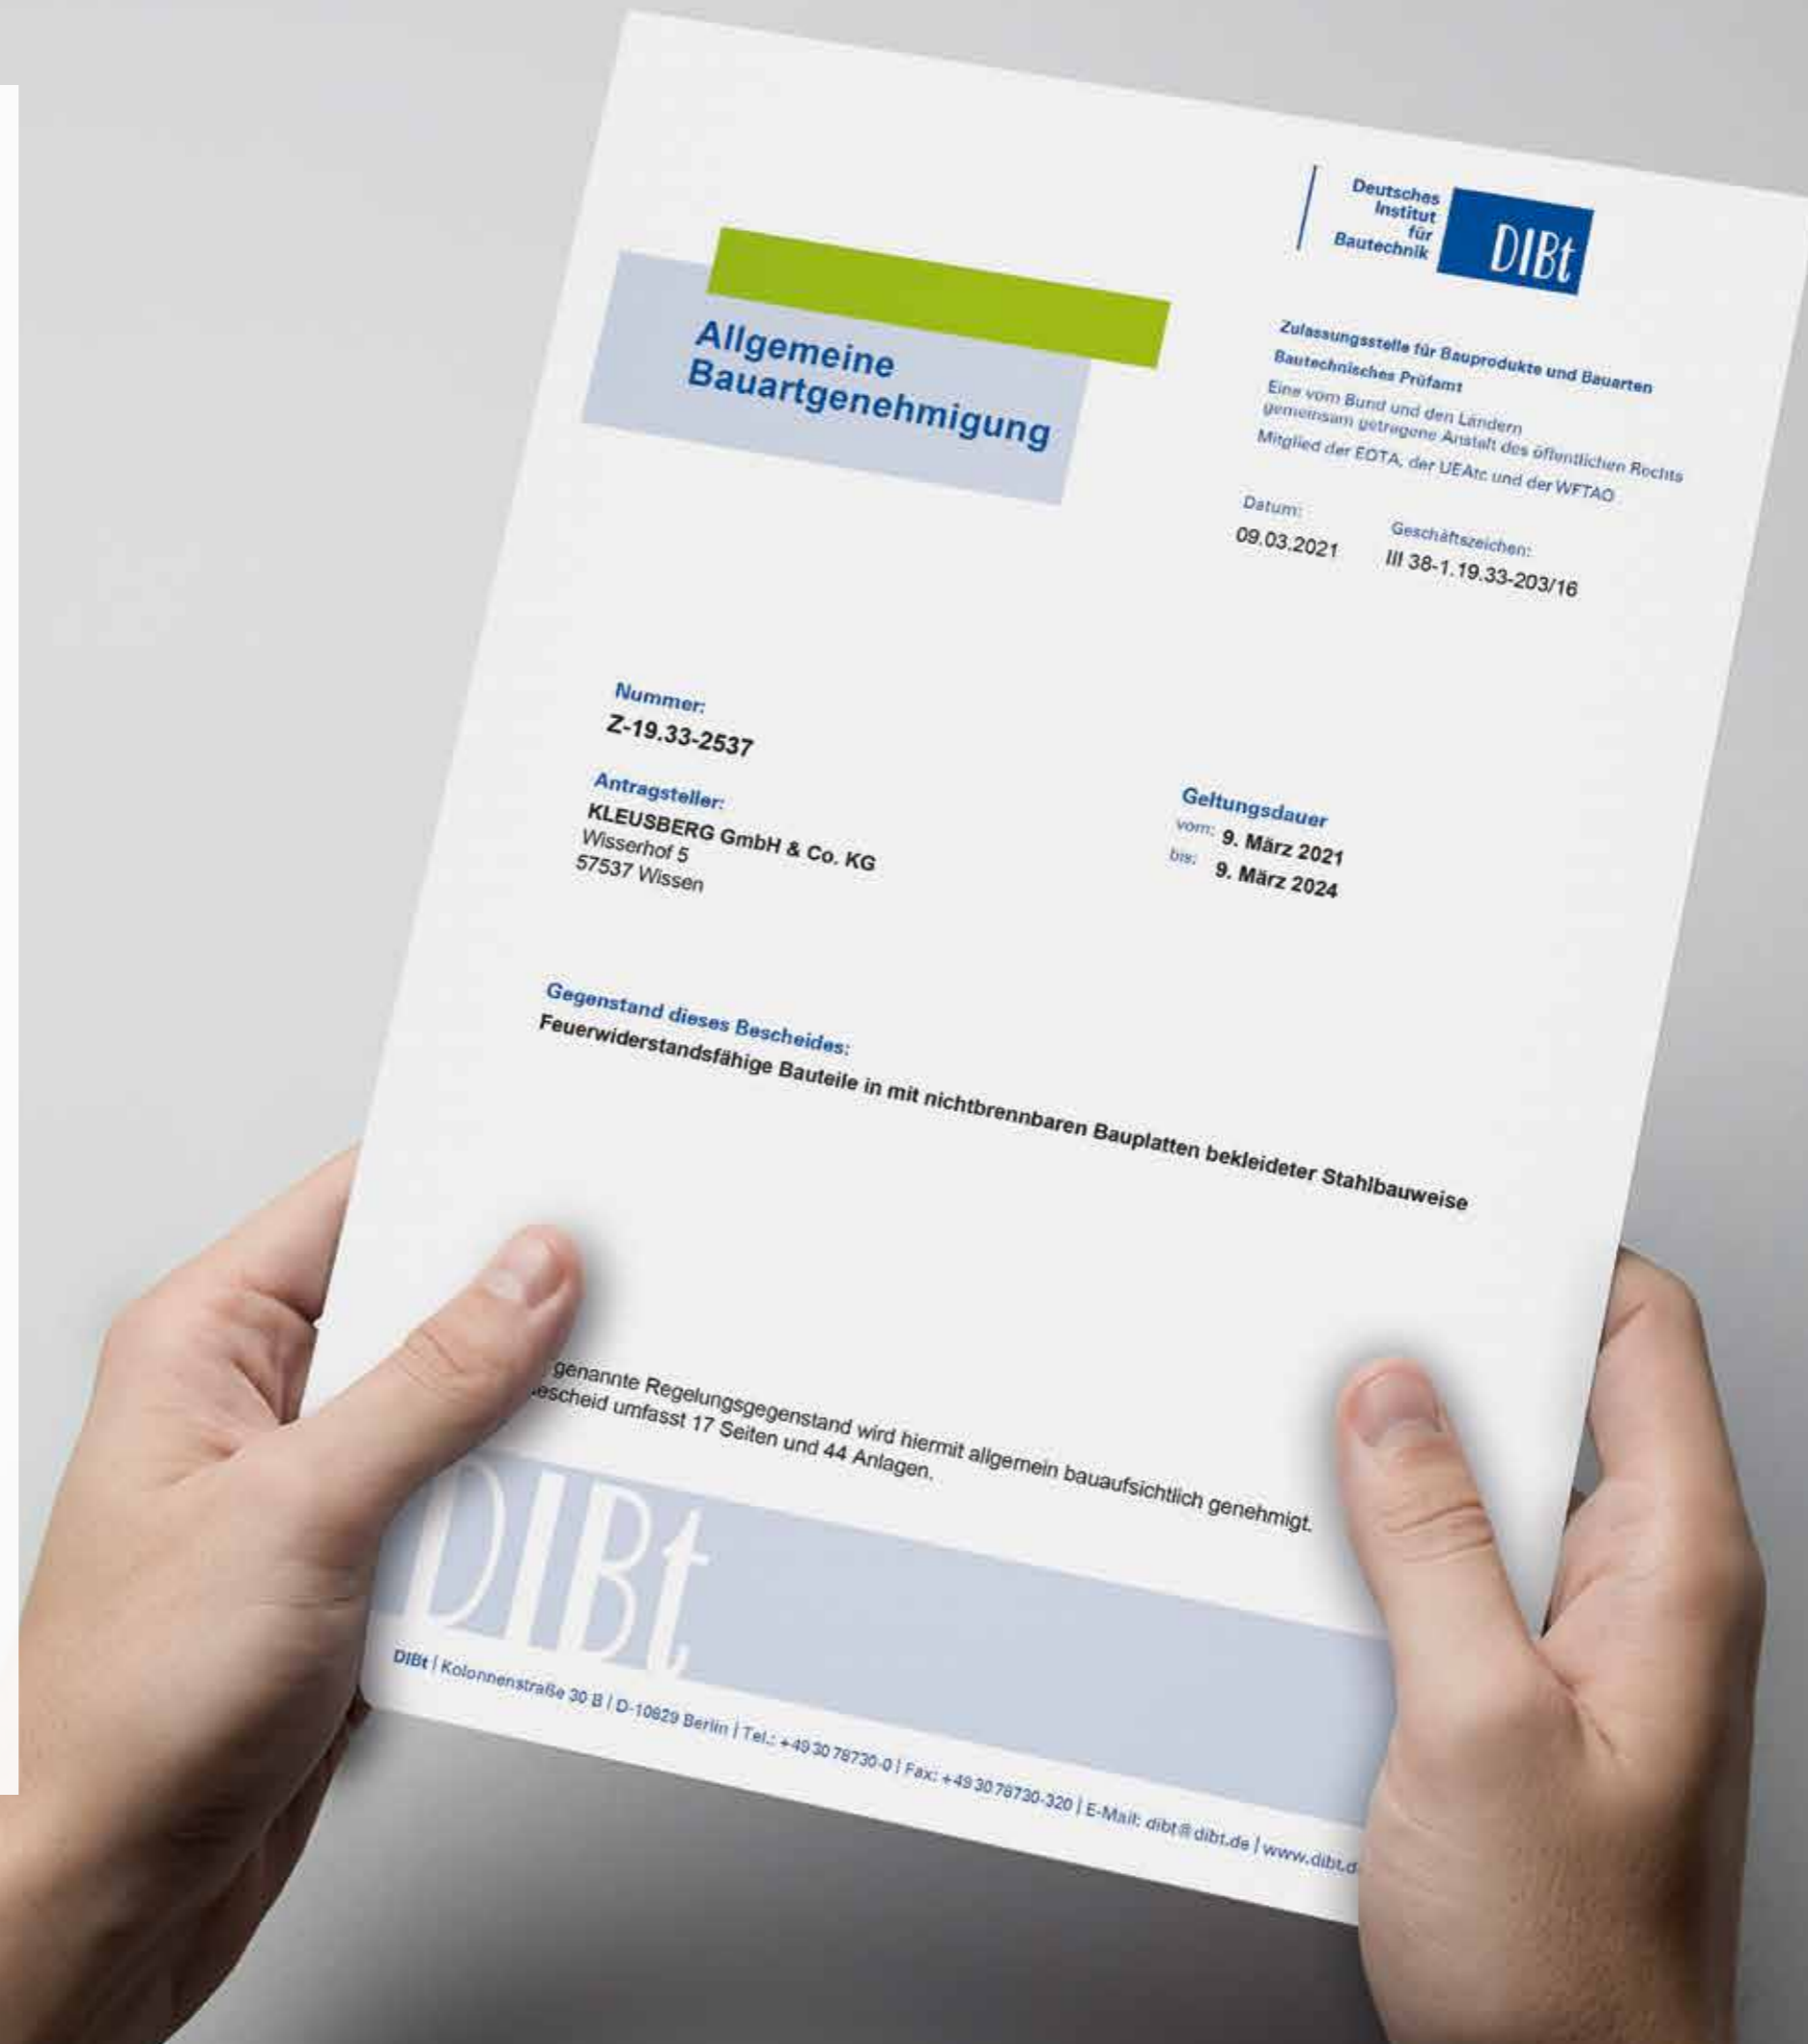 Deutsches
Institut
für
Bautechnik
DIBt
Allgemeine
Bauartgenehmigung
Zulassungsstelle für Bauprodukte und Bauarten
Bautechnisches Prüfamt
Eine vom Bund und den Ländern
gemeinsam getragene Anstalt des öffentlichen Rechts
Mitglied der EOTA, der UEAtc und der WFTAO
Datum:
09.03.2021
Geschäftszeichen:
III 38-1.19.33-203/16
Nummer:
Z-19.33-2537
Antragsteller:
KLEUSBERG GmbH & Co. KG
Wisserhof 5
57537 Wissen
Geltungsdauer
vom: 9. März 2021
bis: 9. März 2024
Gegenstand dieses Bescheides:
Feuerwiderstandsfähige Bauteile in mit nichtbrennbaren Bauplatten bekleideter Stahlbauweise
genannte Regelungsgegenstand wird hiermit allgemein bauaufsichtlich genehmigt.
escheid umfasst 17 Seiten und 44 Anlagen.
DIBt
DIBt | Kolonnenstraße 30 B | D-10829 Berlin | Tel.: +49 30 78730-0 | Fax: +49 30 78730-320 | E-Mail: dibt@dibt.de | www.dibt.d